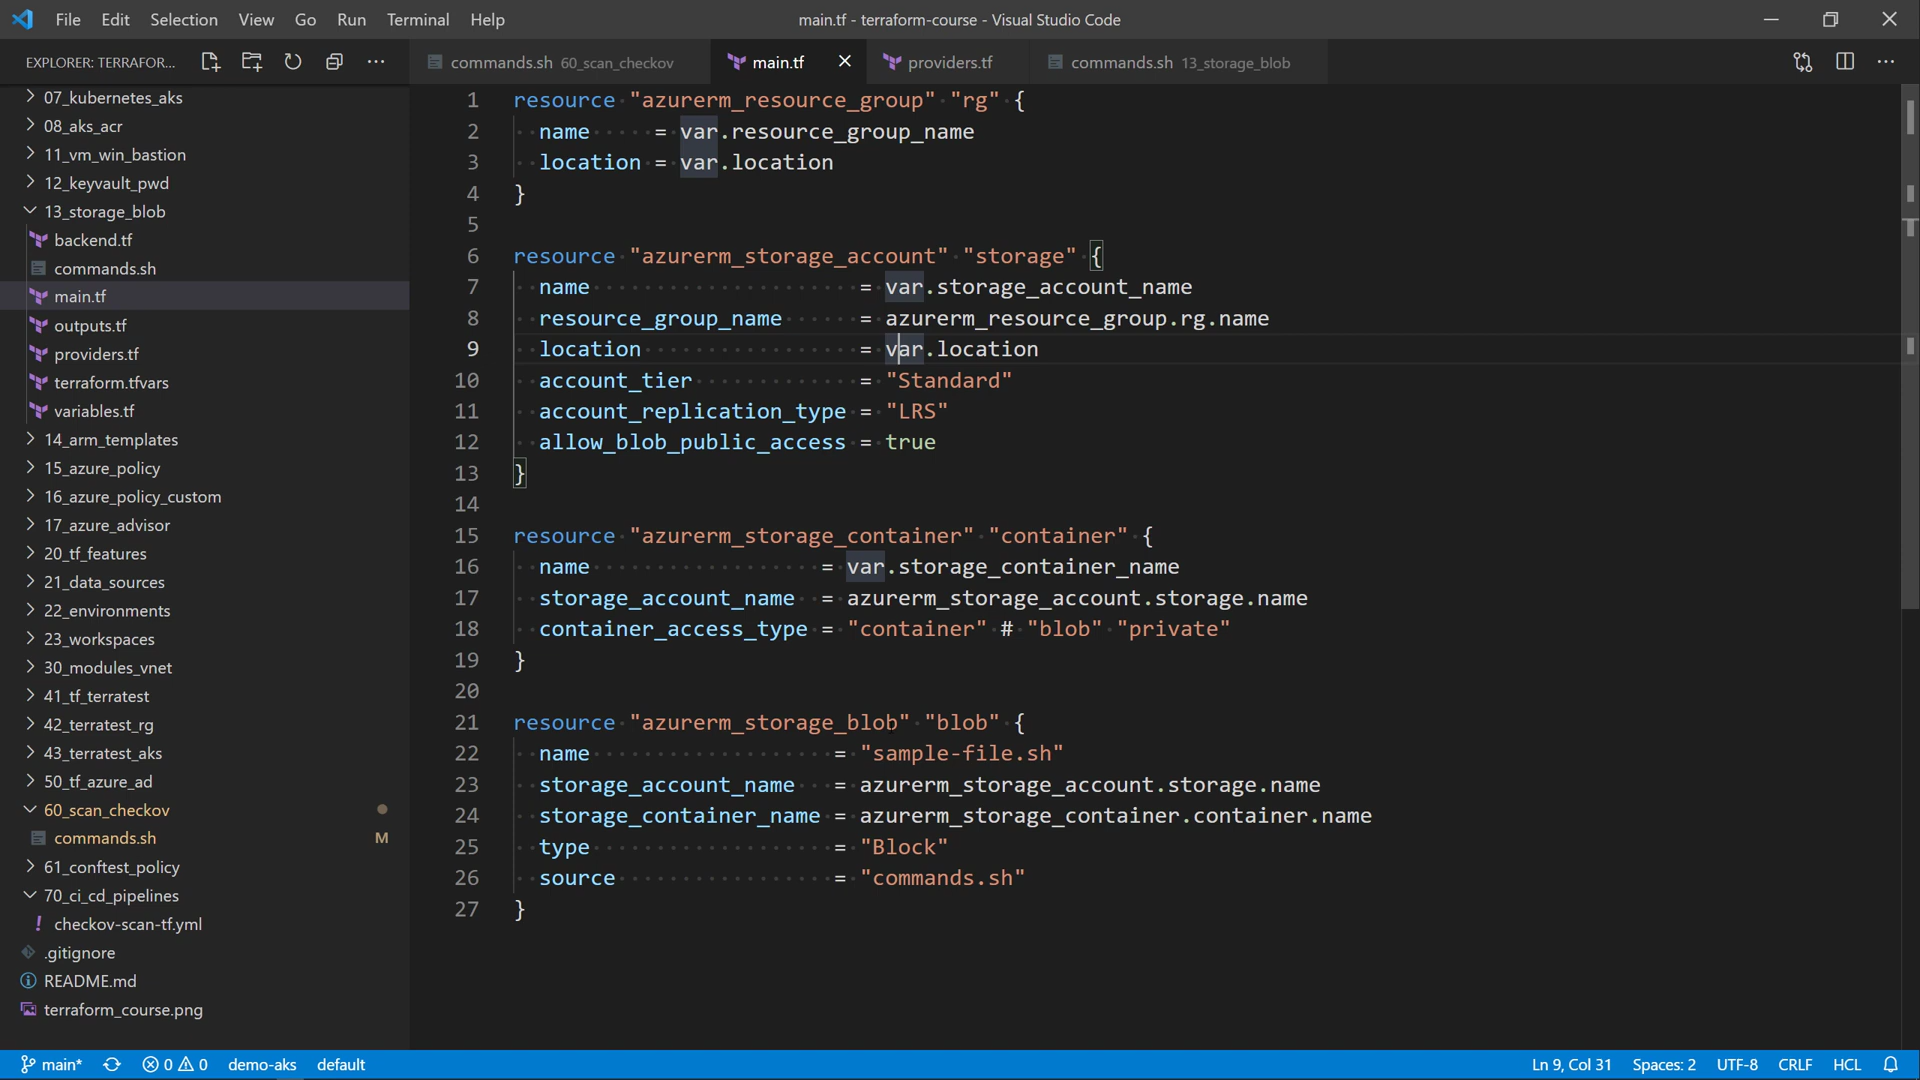 File Edit Selection View Go Run Terminal Help main.tf - terraform-course - Visual Studio Code
EXPLORER: TERRAFOR...
commands.sh 60_scan_checkov main.tf providers.tf commands.sh 13_storage_blob
07_kubernetes_aks
08_aks_acr
11_vm_win_bastion
12_keyvault_pwd
13_storage_blob
backend.tf
commands.sh
main.tf
outputs.tf
providers.tf
terraform.tfvars
variables.tf
14_arm_templates
15_azure_policy
16_azure_policy_custom
17_azure_advisor
20_tf_features
21_data_sources
22_environments
23_workspaces
30_modules_vnet
41_tf_terratest
42_terratest_rg
43_terratest_aks
50_tf_azure_ad
60_scan_checkov
commands.sh M
61_conftest_policy
70_ci_cd_pipelines
! checkov-scan-tf.yml
.gitignore
README.md
terraform_course.png
1 resource "azurerm_resource_group" "rg" {
2 name = var.resource_group_name
3 location = var.location
4 }
5
6 resource "azurerm_storage_account" "storage" {
7 name = var.storage_account_name
8 resource_group_name = azurerm_resource_group.rg.name
9 location = var.location
10 account_tier = "Standard"
11 account_replication_type = "LRS"
12 allow_blob_public_access = true
13 }
14
15 resource "azurerm_storage_container" "container" {
16 name = var.storage_container_name
17 storage_account_name = azurerm_storage_account.storage.name
18 container_access_type = "container" # "blob" "private"
19 }
20
21 resource "azurerm_storage_blob" "blob" {
22 name = "sample-file.sh"
23 storage_account_name = azurerm_storage_account.storage.name
24 storage_container_name = azurerm_storage_container.container.name
25 type = "Block"
26 source = "commands.sh"
27 }
main* 0 0 demo-aks default Ln 9, Col 31 Spaces: 2 UTF-8 CRLF HCL